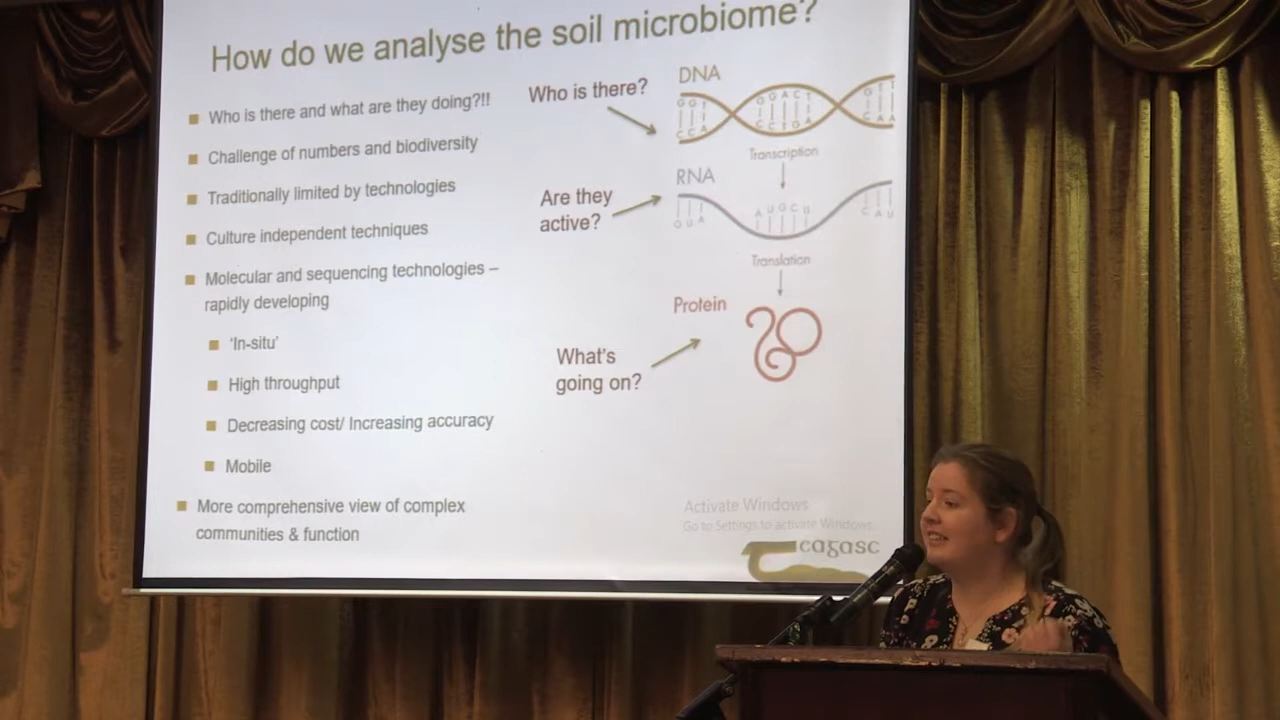 How do we analyse the soil microbiome?
Who is there and what are they doing?!!
Challenge of numbers and biodiversity
Traditionally limited by technologies
Culture independent techniques
Molecular and sequencing technologies –
rapidly developing
'In-situ'
High throughput
Decreasing cost/ Increasing accuracy
Mobile
More comprehensive view of complex
communities & function
Who is there?
DNA
G G T
C C A
G G A C T
C C T G A
G T T
C A A
Transcription
Are they
active?
RNA
G U A
A U G C U
C A U
Translation
Protein
What's
going on?
Activate Windows
Go to Settings to activate Windows.
Teagasc